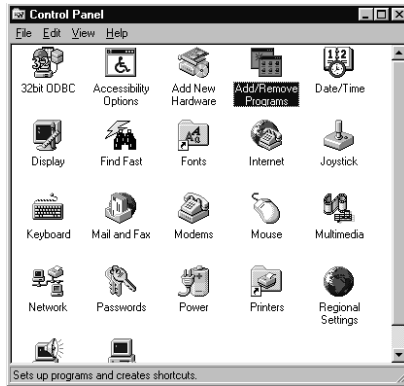 Control Panel
File Edit View Help
32bit ODBC
Accessibility
Options
Add New
Hardware
Add/Remove
Programs
Date/Time
Display
Find Fast
Fonts
Internet
Joystick
Keyboard
Mail and Fax
Modems
Mouse
Multimedia
Network
Passwords
Power
Printers
Regional
Settings
Sets up programs and creates shortcuts.